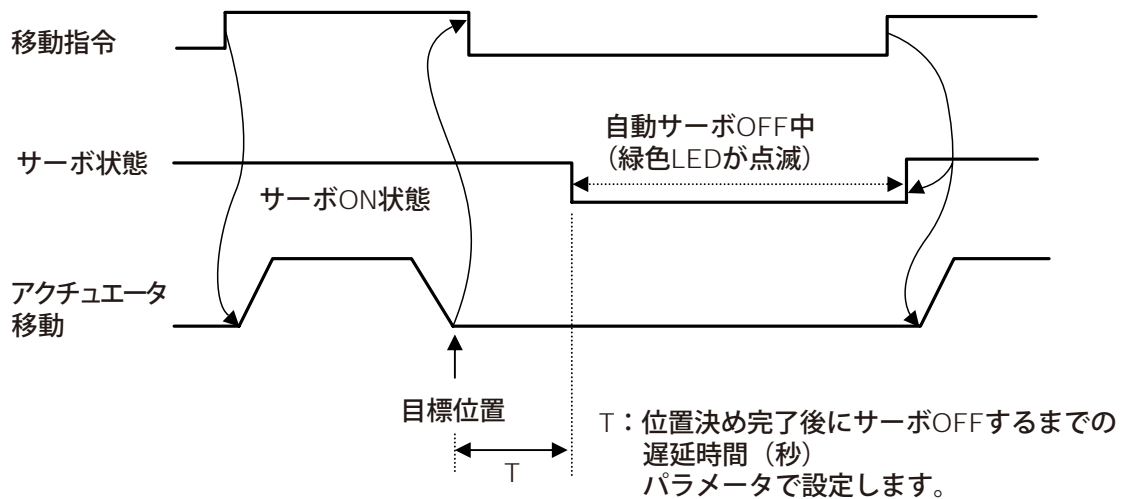 移動指令
サーボ状態
自動サーボOFF中
（緑色LEDが点滅）
サーボON状態
アクチュエータ
移動
目標位置
T
T：位置決め完了後にサーボOFFするまでの
遅延時間（秒）
パラメータで設定します。